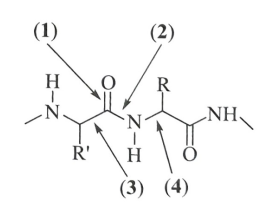 (1) (2)
H O R
N N NH
R' H O
(3) (4)